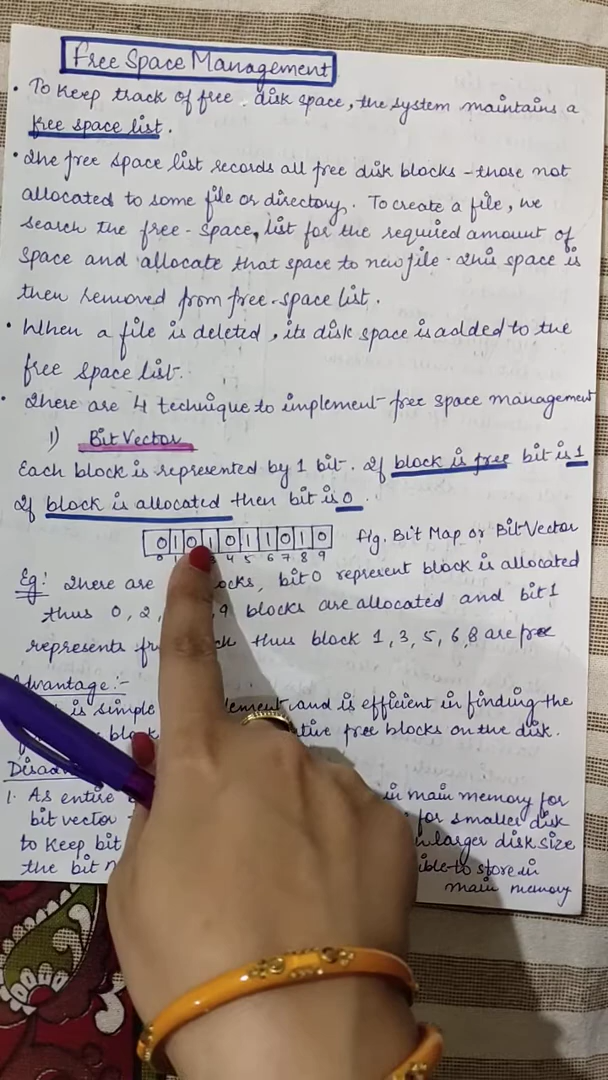 Free Space Management
• To keep track of free disk space, the system maintains a
free space list.
• The free space list records all free disk blocks - those not
allocated to some file or directory. To create a file, we
search the free-space, list for the required amount of
space and allocate that space to new file. This space is
then removed from free-space list.
• When a file is deleted, its disk space is added to the
free space list.
• There are 4 technique to implement free space management
1) Bit Vector
Each block is represented by 1 bit. If block is free bit is 1
If block is allocated then bit is 0.
0 1 0 1 0 1 1 0 1 0 fig. Bit Map or Bit Vector
0 3 4 5 6 7 8 9
Eg: There are ocks, bit 0 represent block is allocated
thus 0, 2, , 9 blocks are allocated and bit 1
represents fr ck thus block 1, 3, 5, 6, 8 are free
Advantage:-
is simple lement and is efficient in finding the
bloc tive free blocks on the disk.
Disad
1. As entire in main memory for
bit vector for smaller disk
to keep bit n larger disk size
the bit ible to store in
main memory